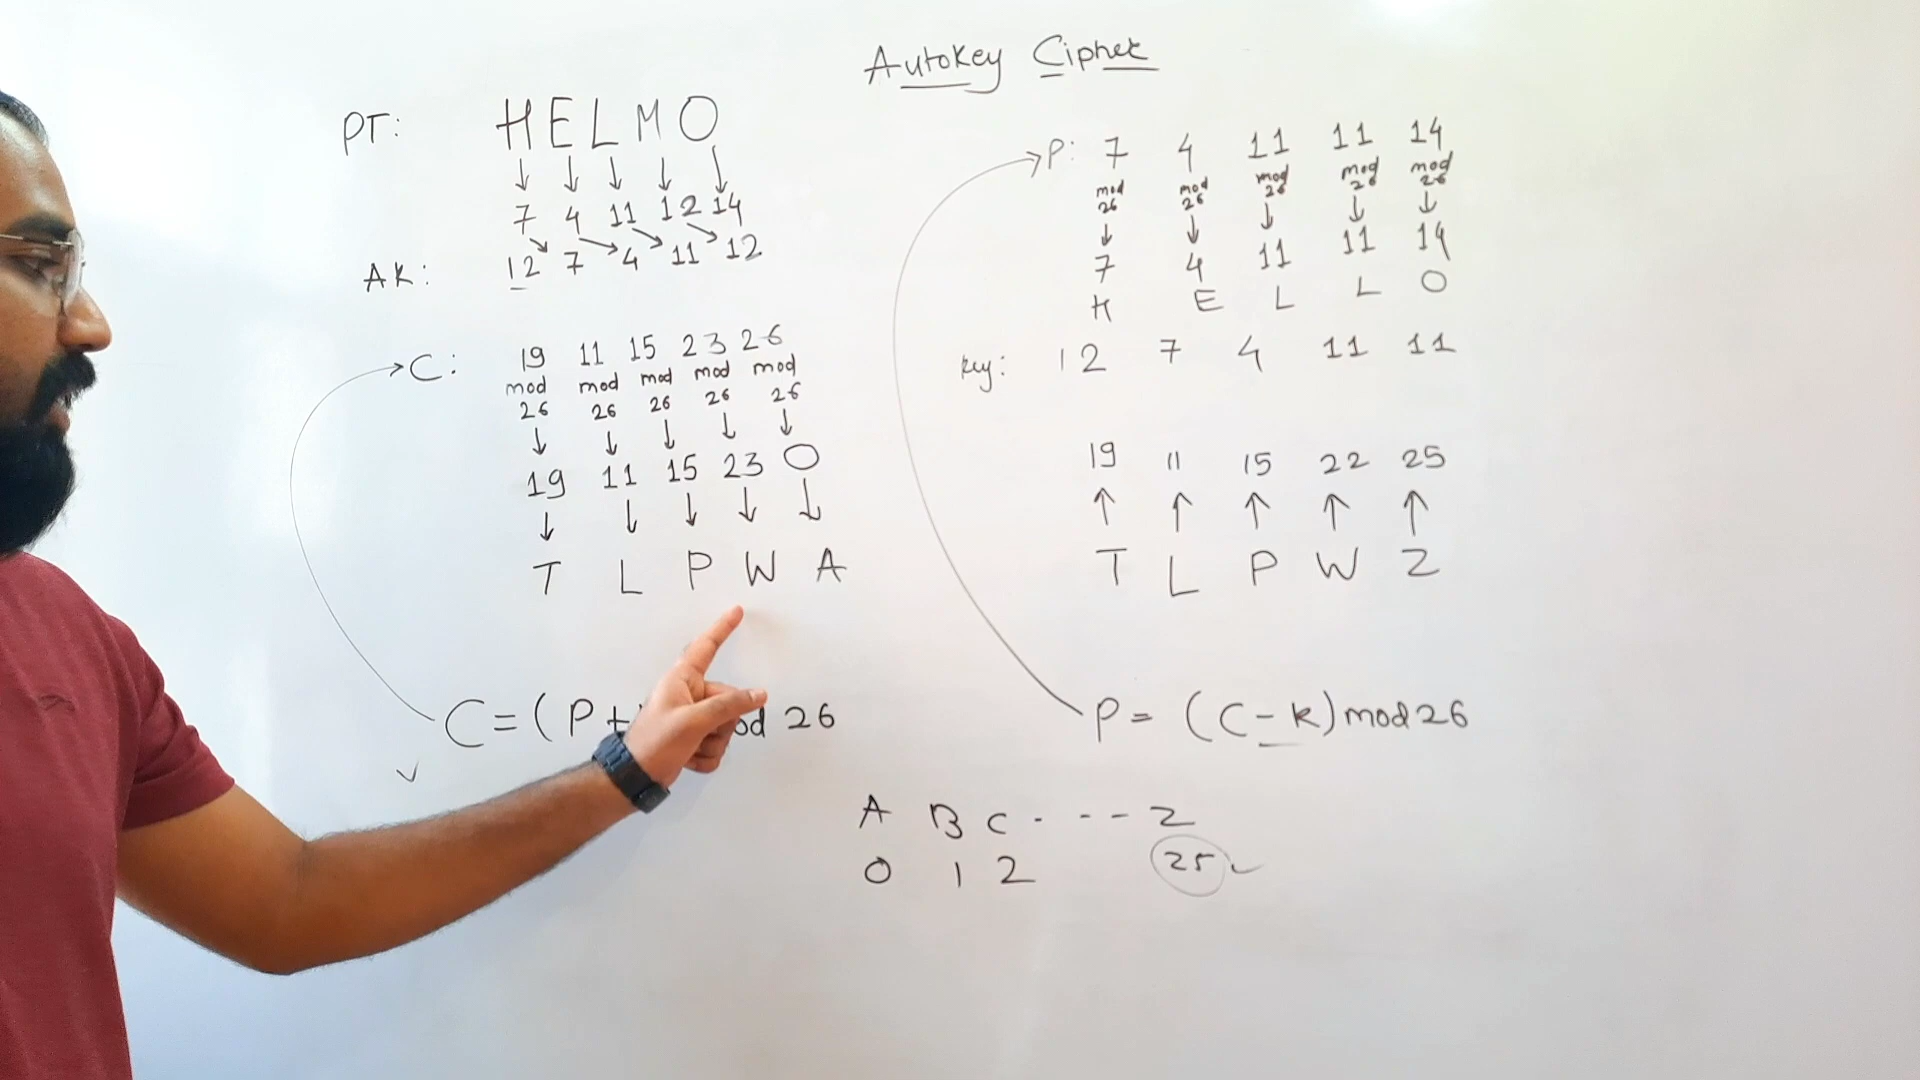 Autokey Cipher
PT: H E L M O
↓ ↓ ↓ ↓ ↓
7 4 11 12 14
AK: 12 7 4 11 12
C: 19 11 15 23 26
mod mod mod mod mod
26 26 26 26 26
↓ ↓ ↓ ↓ ↓
19 11 15 23 0
↓ ↓ ↓ ↓ ↓
T L P W A
C = ( P + od 26
P: 7 4 11 11 14
mod mod mod mod mod
26 26 26 26 26
↓ ↓ ↓ ↓ ↓
7 4 11 11 14
H E L L O
key: 12 7 4 11 11
19 11 15 22 25
↑ ↑ ↑ ↑ ↑
T L P W Z
P = (C - k) mod 26
A B C . - - - Z
0 1 2 25